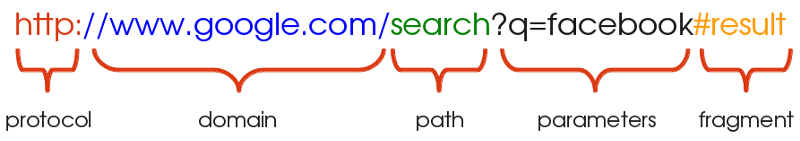 http://www.google.com/search?q=facebook#result
protocol domain path parameters fragment